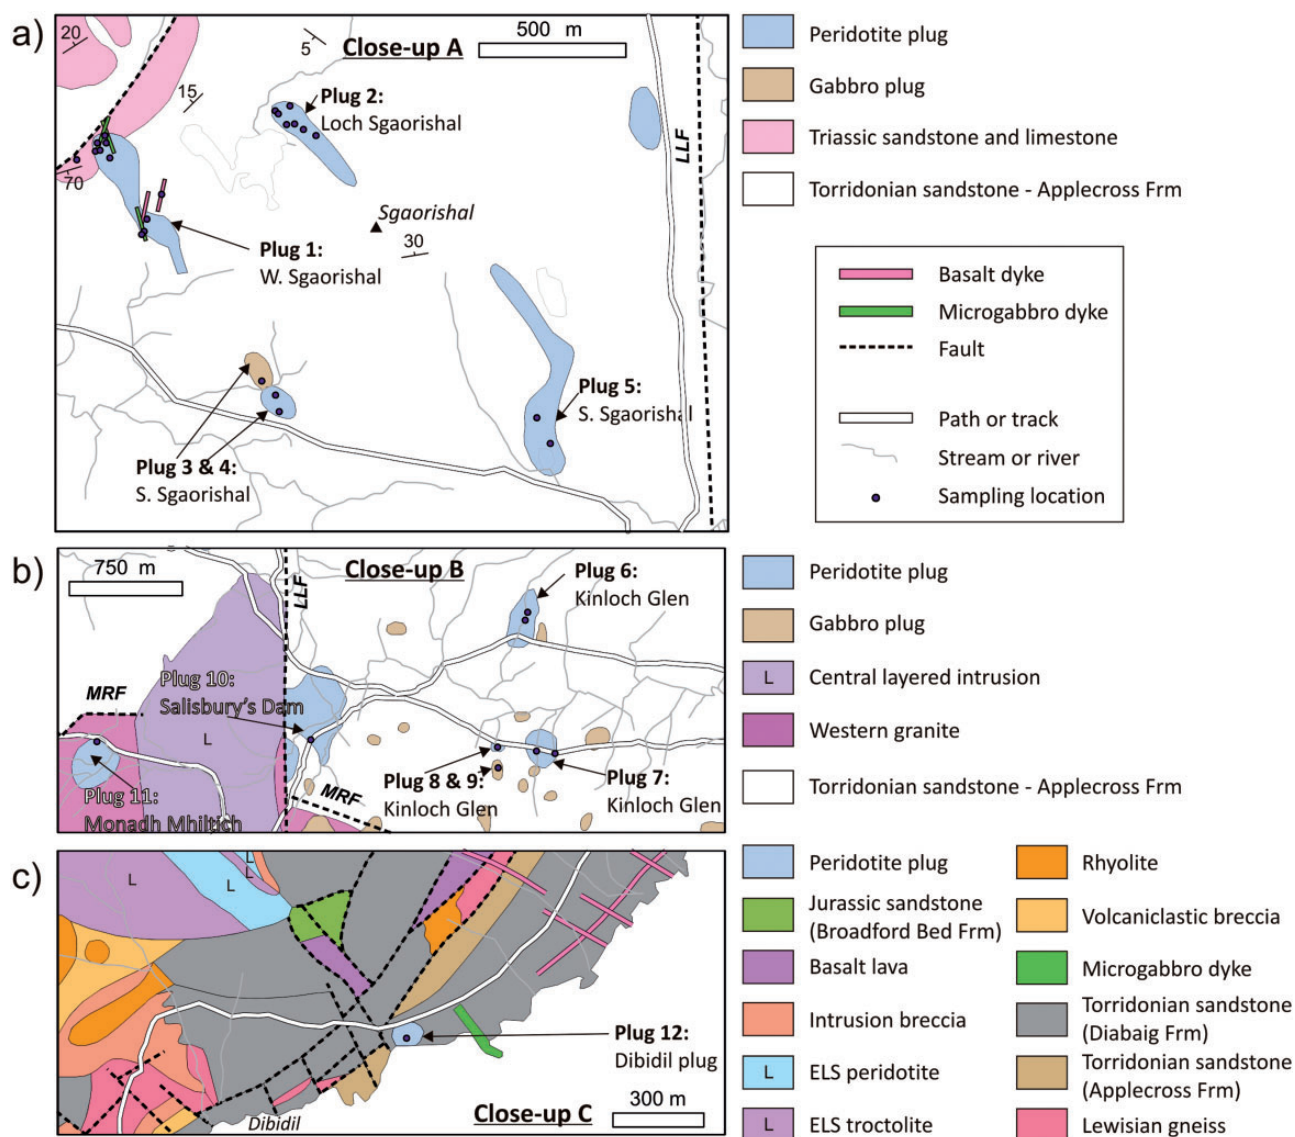 a)
20
5
Close-up A
500 m
15
Plug 2:
Loch Sgaorishal
LLF
70
Sgaorishal
30
Plug 1:
W. Sgaorishal
Plug 5:
S. Sgaorishal
Plug 3 & 4:
S. Sgaorishal
Peridotite plug
Gabbro plug
Triassic sandstone and limestone
Torridonian sandstone - Applecross Frm
Basalt dyke
Microgabbro dyke
Fault
Path or track
Stream or river
Sampling location
b)
750 m
Close-up B
LLF
Plug 6:
Kinloch Glen
Plug 10:
Salisbury's Dam
MRF
L
Plug 8 & 9:
Kinloch Glen
Plug 7:
Kinloch Glen
MRF
Plug 11:
Monadh Mhiltich
Peridotite plug
Gabbro plug
L Central layered intrusion
Western granite
Torridonian sandstone - Applecross Frm
c)
L
L
L
L
Plug 12:
Dibidil plug
Dibidil
Close-up C
300 m
Peridotite plug
Jurassic sandstone
(Broadford Bed Frm)
Basalt lava
Intrusion breccia
L ELS peridotite
L ELS troctolite
Rhyolite
Volcaniclastic breccia
Microgabbro dyke
Torridonian sandstone
(Diabaig Frm)
Torridonian sandstone
(Applecross Frm)
Lewisian gneiss